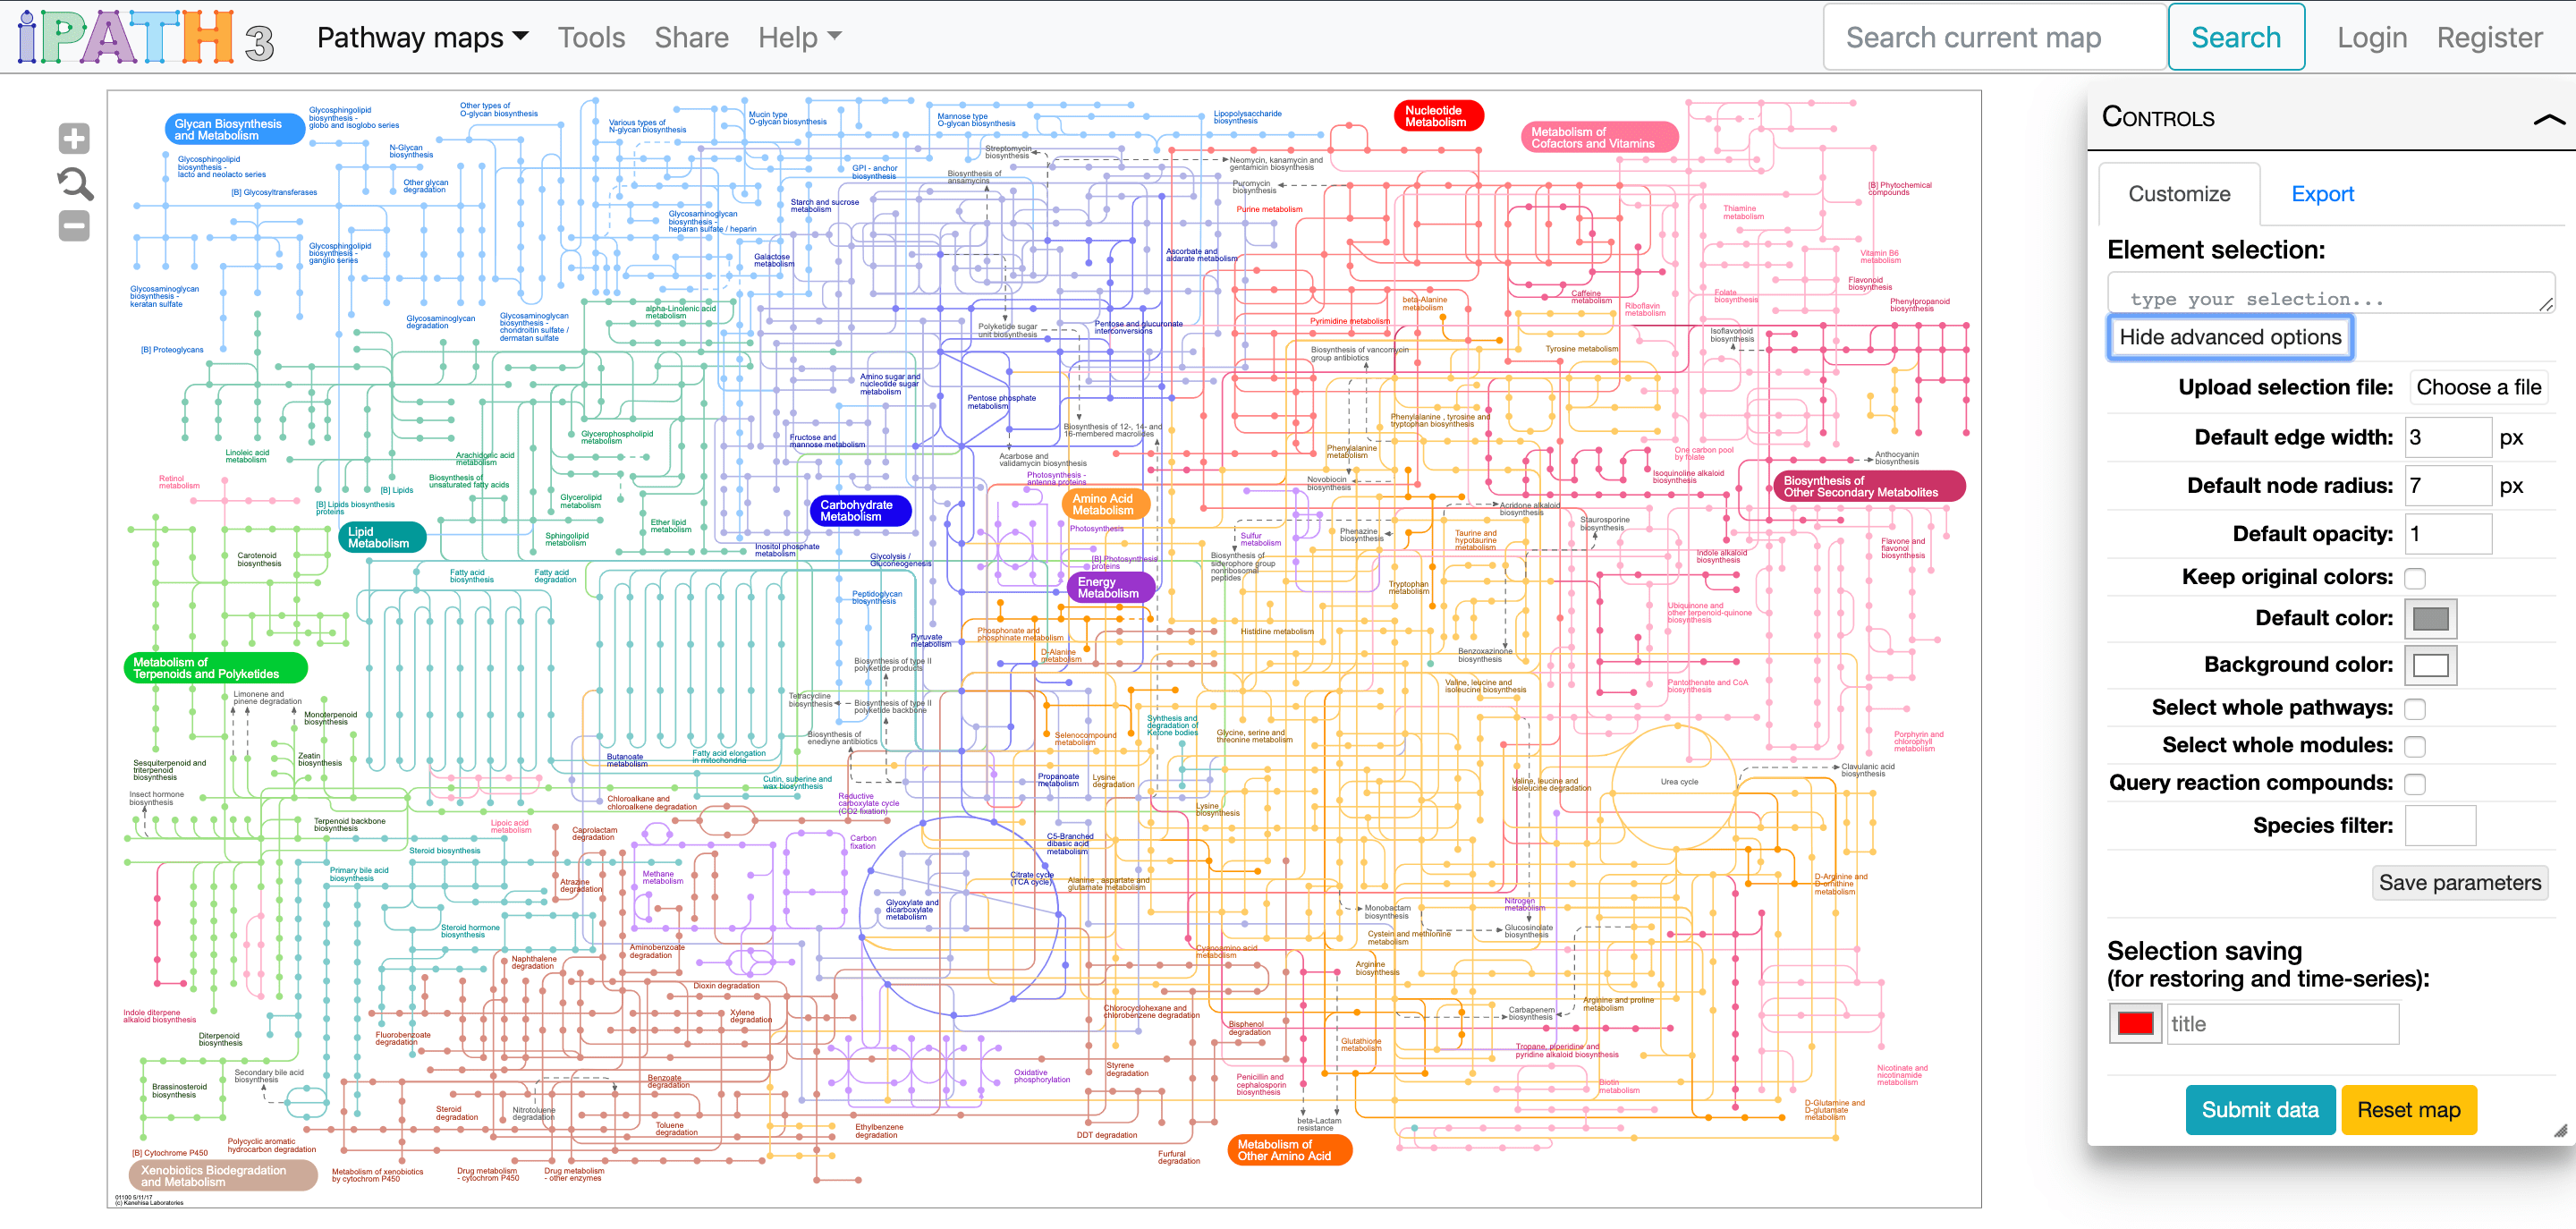 iPATH 3
Pathway maps
Tools
Share
Help
Search current map
Search
Login
Register
Glycan Biosynthesis
and Metabolism
Glycosphingolipid
biosynthesis -
globo and isoglobo series
Other types of
O-glycan biosynthesis
Various types of
N-glycan biosynthesis
Mucin type
O-glycan biosynthesis
Mannose type
O-glycan biosynthesis
Lipopolysaccharide
biosynthesis
Nucleotide
Metabolism
Metabolism of
Cofactors and Vitamins
Glycosphingolipid
biosynthesis -
lacto and neolacto series
N-Glycan
biosynthesis
Other glycan
degradation
[B] Glycosyltransferases
GPI - anchor
biosynthesis
Streptomycin
biosynthesis
Neomycin, kanamycin and
gentamicin biosynthesis
Biosynthesis of
ansamycins
Puromycin
biosynthesis
[B] Phytochemical
compounds
Starch and sucrose
metabolism
Purine metabolism
Thiamine
metabolism
Glycosaminoglycan
biosynthesis -
heparan sulfate / heparin
Glycosphingolipid
biosynthesis -
ganglio series
Galactose
metabolism
Ascorbate and
aldarate metabolism
Vitamin B6
metabolism
Flavonoid
biosynthesis
Glycosaminoglycan
biosynthesis -
keratan sulfate
Glycosaminoglycan
degradation
Glycosaminoglycan
biosynthesis -
chondroitin sulfate /
dermatan sulfate
alpha-Linolenic acid
metabolism
Polyketide sugar
unit biosynthesis
Pentose and glucuronate
interconversions
Pyrimidine metabolism
beta-Alanine
metabolism
Caffeine
metabolism
Riboflavin
metabolism
Folate
biosynthesis
Phenylpropanoid
biosynthesis
Isoflavonoid
biosynthesis
[B] Proteoglycans
Biosynthesis of vancomycin
group antibiotics
Tyrosine metabolism
Amino sugar and
nucleotide sugar
metabolism
Pentose phosphate
metabolism
Glycerophospholipid
metabolism
Fructose and
mannose metabolism
Biosynthesis of 12-, 14- and
16-membered macrolides
Phenylalanine, tyrosine and
tryptophan biosynthesis
Phenylalanine
metabolism
One carbon pool
by folate
Anthocyanin
biosynthesis
Linoleic acid
metabolism
Arachidonic acid
metabolism
Acarbose and
validamycin biosynthesis
Photosynthesis -
antenna proteins
Novobiocin
biosynthesis
Isoquinoline alkaloid
biosynthesis
Biosynthesis of
Other Secondary Metabolites
Retinol
metabolism
[B] Lipids
Biosynthesis of
unsaturated fatty acids
[B] Lipids biosynthesis
proteins
Glycerolipid
metabolism
Ether lipid
metabolism
Carbohydrate
Metabolism
Amino Acid
Metabolism
Acridone alkaloid
biosynthesis
Staurosporine
biosynthesis
Lipid
Metabolism
Sphingolipid
metabolism
Inositol phosphate
metabolism
Photosynthesis
Sulfur
metabolism
Phenazine
biosynthesis
Taurine and
hypotaurine
metabolism
Indole alkaloid
biosynthesis
Flavone and
flavonol
biosynthesis
Carotenoid
biosynthesis
Glycolysis /
Gluconeogenesis
[B] Photosynthesis
proteins
Biosynthesis of
siderophore group
nonribosomal
peptides
Energy
Metabolism
Tryptophan
metabolism
Fatty acid
biosynthesis
Fatty acid
degradation
Peptidoglycan
biosynthesis
Ubiquinone and
other terpenoid-quinone
biosynthesis
Pyruvate
metabolism
Phosphonate and
phosphinate metabolism
D-Alanine
metabolism
Histidine metabolism
Benzoxazinone
biosynthesis
Metabolism of
Terpenoids and Polyketides
Biosynthesis of type II
polyketide products
Valine, leucine and
isoleucine biosynthesis
Pantothenate and CoA
biosynthesis
Limonene and
pinene degradation
Monoterpenoid
biosynthesis
Tetracycline
biosynthesis
Biosynthesis of type II
polyketide backbone
Synthesis and
degradation of
Ketone bodies
Glycine, serine and
threonine metabolism
Selenocompound
metabolism
Biosynthesis of
enediyne antibiotics
Porphyrin and
chlorophyll
metabolism
Zeatin
biosynthesis
Sesquiterpenoid and
triterpenoid
biosynthesis
Butanoate
metabolism
Fatty acid elongation
in mitochondria
Cutin, suberine and
wax biosynthesis
Propanoate
metabolism
Lysine
degradation
Valine, leucine and
isoleucine degradation
Urea cycle
Clavulanic acid
biosynthesis
Insect hormone
biosynthesis
Chloroalkane and
chloroalkene degradation
Reductive
carboxylate cycle
(CO2 fixation)
Lysine
biosynthesis
Terpenoid backbone
biosynthesis
Lipoic acid
metabolism
Caprolactam
degradation
Carbon
fixation
C5-Branched
dibasic acid
metabolism
Steroid biosynthesis
Primary bile acid
biosynthesis
Atrazine
degradation
Methane
metabolism
Citrate cycle
(TCA cycle)
Alanine, aspartate and
glutamate metabolism
D-Arginine and
D-ornithine
metabolism
Glyoxylate and
dicarboxylate
metabolism
Monobactam
biosynthesis
Nitrogen
metabolism
Glucosinolate
biosynthesis
Steroid hormone
biosynthesis
Aminobenzoate
degradation
Cystein and methionine
metabolism
Cyanoamino acid
metabolism
Naphthalene
degradation
Arginine
biosynthesis
Dioxin degradation
Indole diterpene
alkaloid biosynthesis
Xylene
degradation
Chlorocyclohexane and
chlorobenzene degradation
Bisphenol
degradation
Carbapenem
biosynthesis
Arginine and proline
metabolism
Diterpenoid
biosynthesis
Fluorobenzoate
degradation
Glutathione
metabolism
Tropane, piperidine and
pyridine alkaloid biosynthesis
Secondary bile acid
biosynthesis
Brassinosteroid
biosynthesis
Benzoate
degradation
Oxidative
phosphorylation
Styrene
degradation
Penicillin and
cephalosporin
biosynthesis
Biotin
metabolism
Nicotinate and
nicotinamide
metabolism
Steroid
degradation
Nitrotoluene
degradation
Toluene
degradation
Ethylbenzene
degradation
DDT degradation
beta-Lactam
resistance
D-Glutamine and
D-glutamate
metabolism
[B] Cytochrome P450
Polycyclic aromatic
hydrocarbon degradation
Furfural
degradation
Metabolism of
Other Amino Acid
Xenobiotics Biodegradation
and Metabolism
Metabolism of xenobiotics
by cytochrom P450
Drug metabolism
- cytochrom P450
Drug metabolism
- other enzymes
01100 5/11/17
(c) Kanehisa Laboratories
Controls
Customize
Export
Element selection:
type your selection...
Hide advanced options
Upload selection file: Choose a file
Default edge width: 3 px
Default node radius: 7 px
Default opacity: 1
Keep original colors:
Default color:
Background color:
Select whole pathways:
Select whole modules:
Query reaction compounds:
Species filter:
Save parameters
Selection saving
(for restoring and time-series):
title
Submit data
Reset map